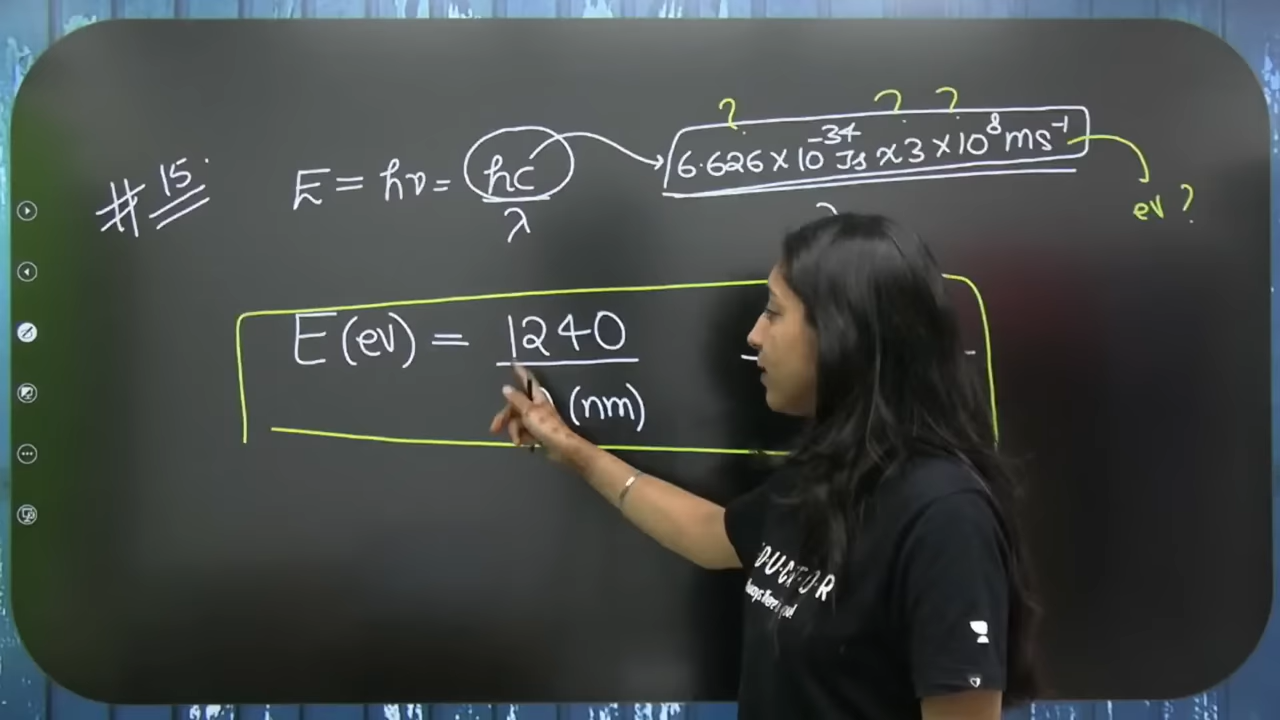 # 15.
E = hν = hc / λ
? ? ?
6.626 × 10⁻³⁴ Js × 3 × 10⁸ ms⁻¹
λ
ev ?
E (ev) = 1240 / (nm)